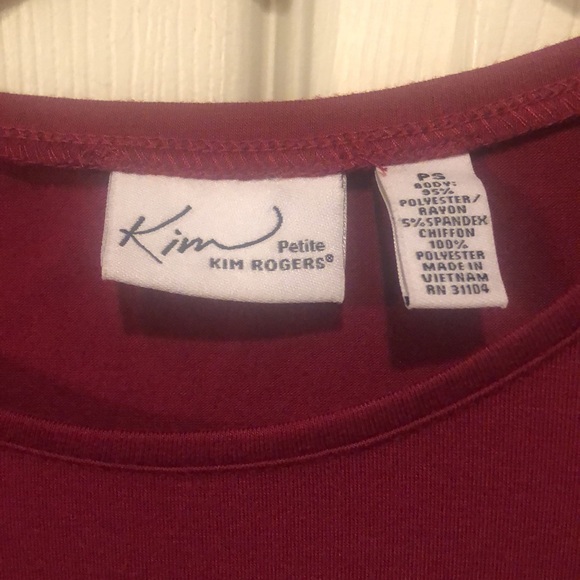 Kim
Petite
KIM ROGERS®
PS
BODY:
95%
POLYESTER/
RAYON
5%SPANDEX
CHIFFON
100%
POLYESTER
MADE IN
VIETNAM
RN 31104